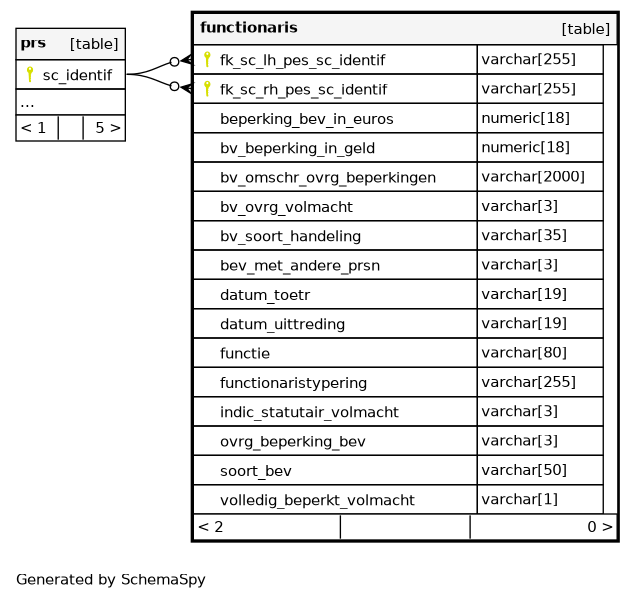 prs [table]
sc_identif
...
< 1 5 >
functionaris [table]
fk_sc_lh_pes_sc_identif varchar[255]
fk_sc_rh_pes_sc_identif varchar[255]
beperking_bev_in_euros numeric[18]
bv_beperking_in_geld numeric[18]
bv_omschr_ovrg_beperkingen varchar[2000]
bv_ovrg_volmacht varchar[3]
bv_soort_handeling varchar[35]
bev_met_andere_prsn varchar[3]
datum_toetr varchar[19]
datum_uittreding varchar[19]
functie varchar[80]
functionaristypering varchar[255]
indic_statutair_volmacht varchar[3]
ovrg_beperking_bev varchar[3]
soort_bev varchar[50]
volledig_beperkt_volmacht varchar[1]
< 2 0 >
Generated by SchemaSpy